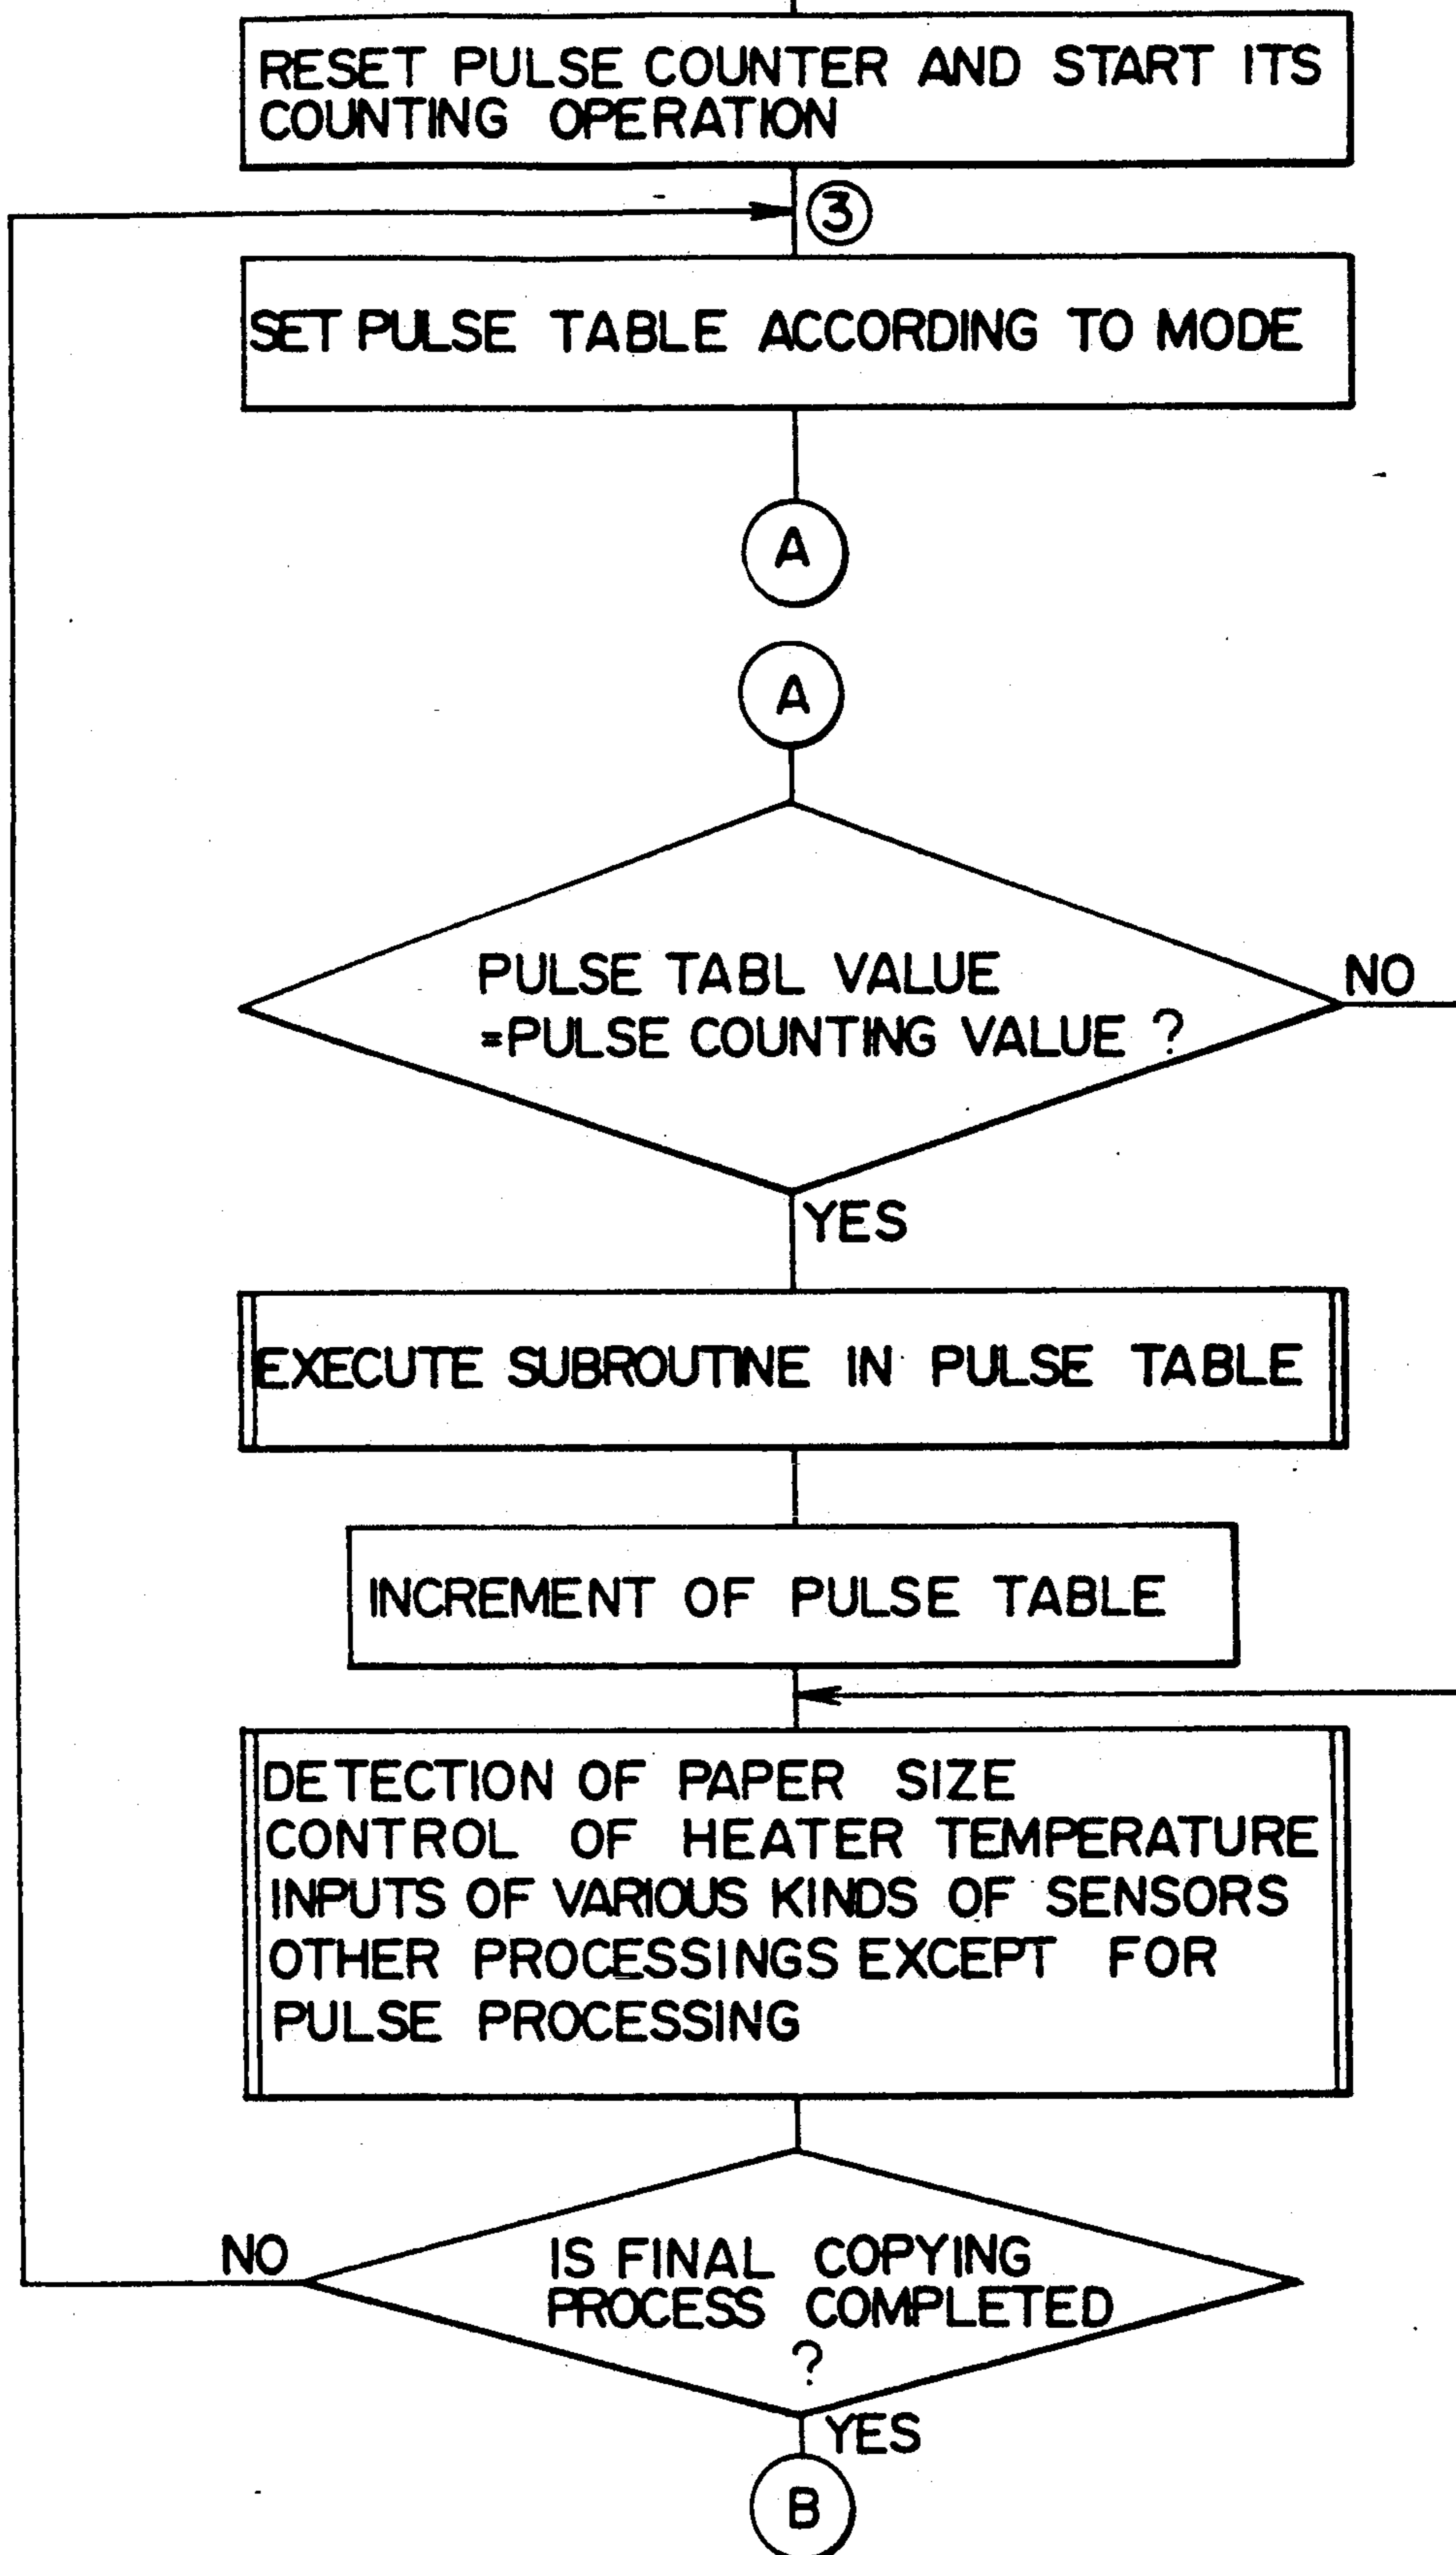 RESET PULSE COUNTER AND START ITS
COUNTING OPERATION
3
SET PULSE TABLE ACCORDING TO MODE
A
A
PULSE TABL VALUE
=PULSE COUNTING VALUE ?
NO
YES
EXECUTE SUBROUTINE IN PULSE TABLE
INCREMENT OF PULSE TABLE
DETECTION OF PAPER SIZE
CONTROL OF HEATER TEMPERATURE
INPUTS OF VARIOUS KINDS OF SENSORS
OTHER PROCESSINGS EXCEPT FOR
PULSE PROCESSING
NO
IS FINAL COPYING
PROCESS COMPLETED
?
YES
B